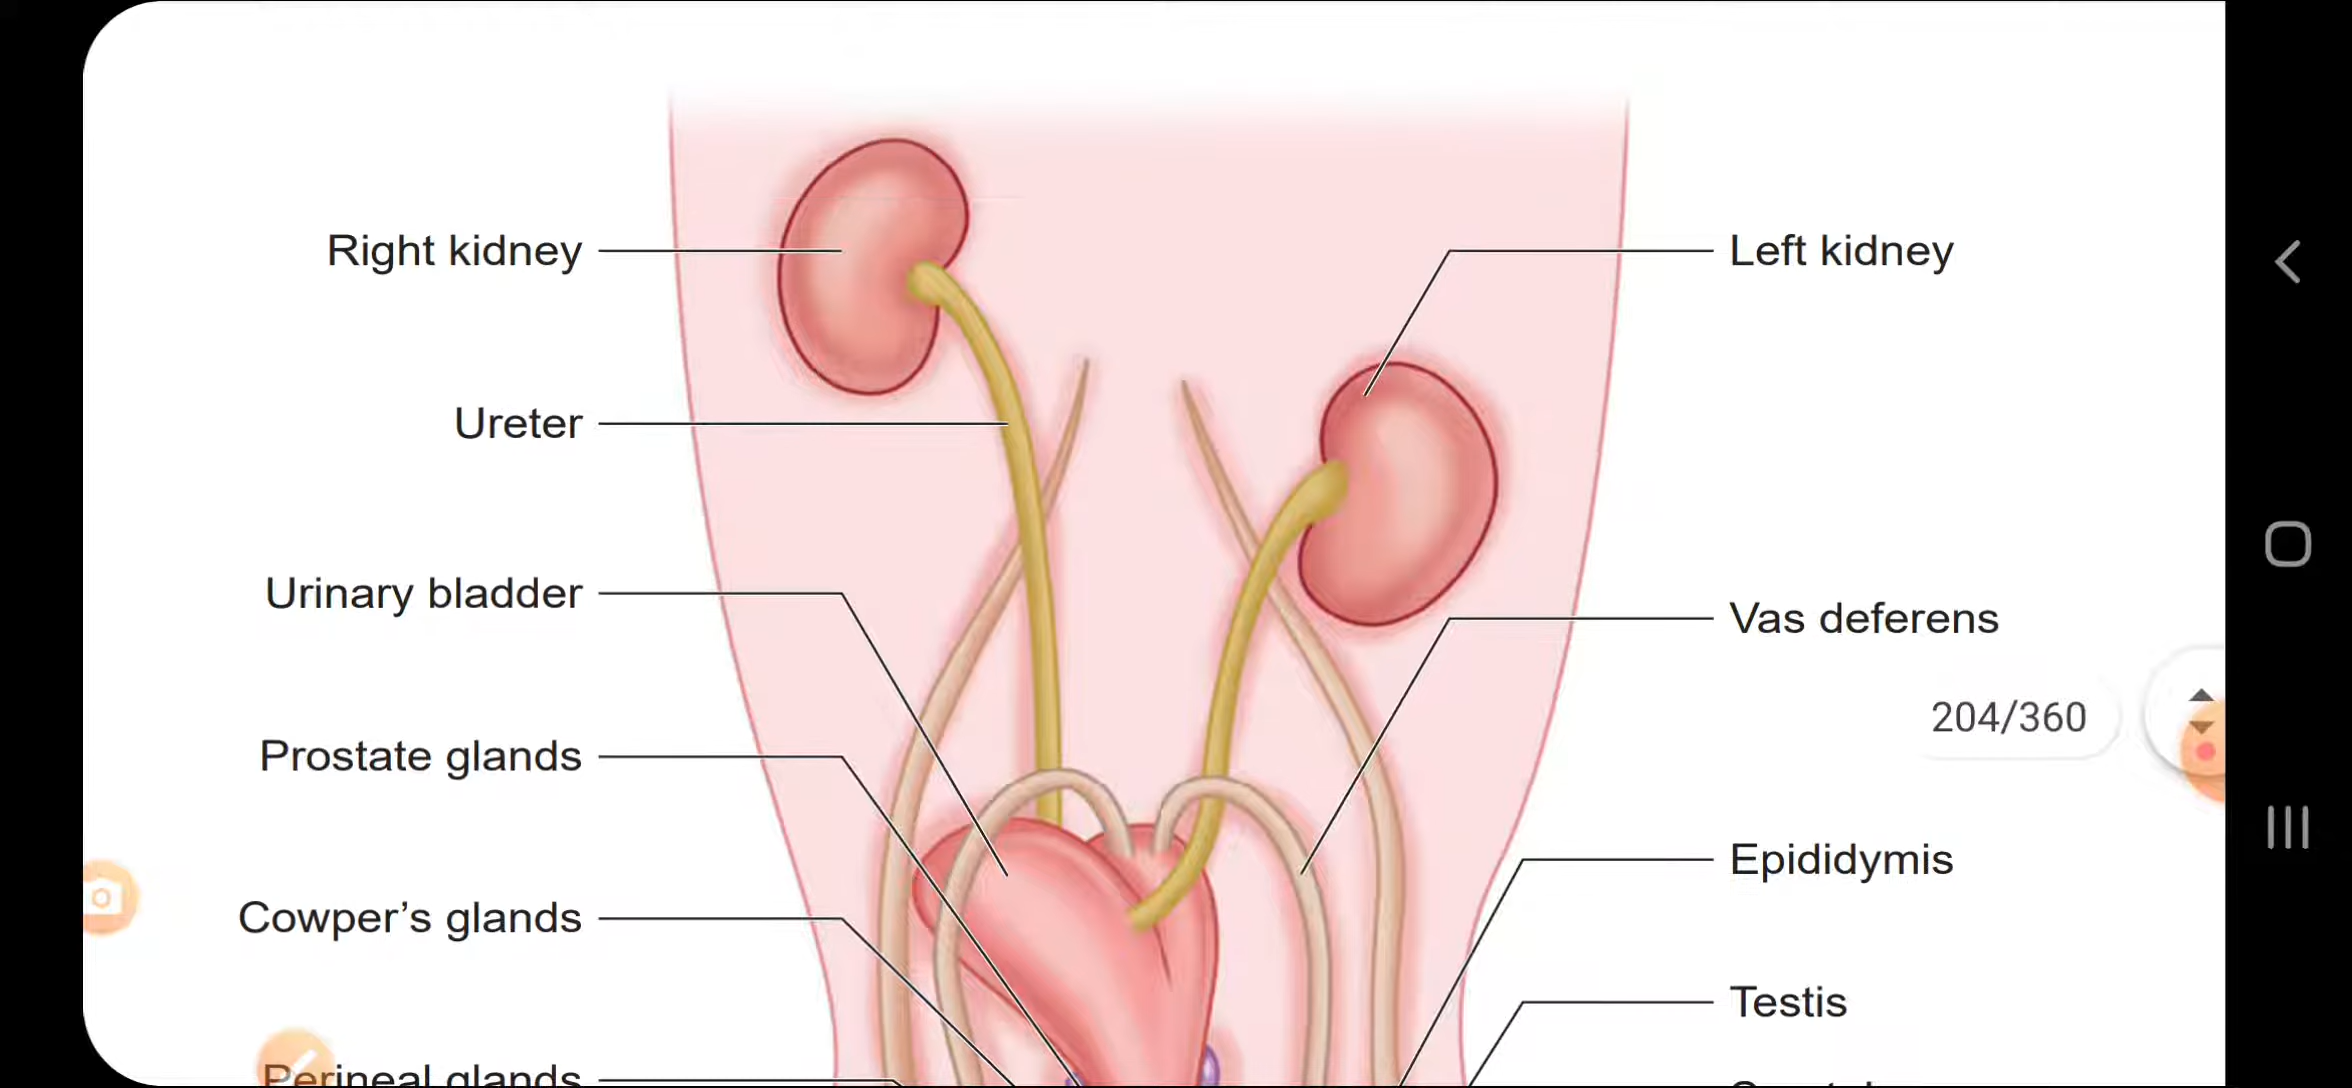 Right kidney
Left kidney
Ureter
Urinary bladder
Vas deferens
204/360
Prostate glands
Epididymis
Cowper’s glands
Testis
Perineal glands